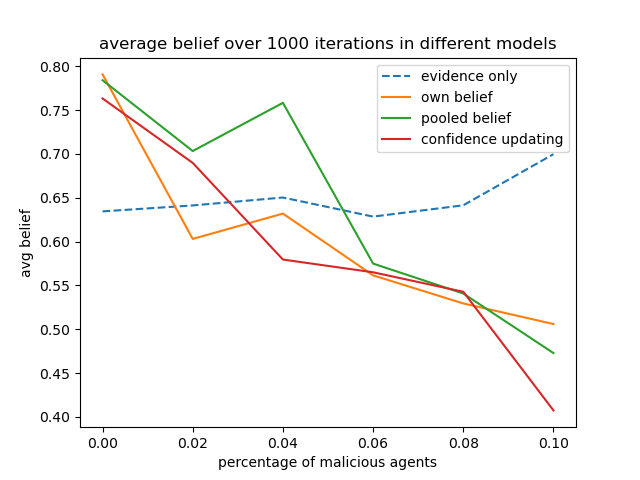 average belief over 1000 iterations in different models
evidence only
own belief
pooled belief
confidence updating
avg belief
0.80
0.75
0.70
0.65
0.60
0.55
0.50
0.45
0.40
0.00 0.02 0.04 0.06 0.08 0.10
percentage of malicious agents